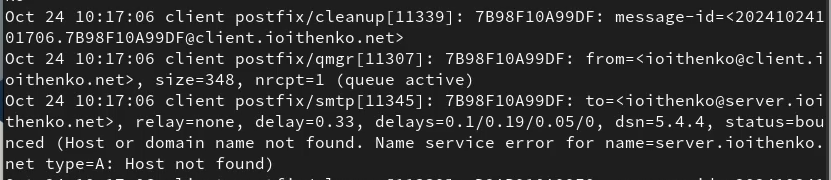 Oct 24 10:17:06 client postfix/cleanup[11339]: 7B98F10A99DF: message-id=<202410241
01706.7B98F10A99DF@client.ioithenko.net>
Oct 24 10:17:06 client postfix/qmgr[11307]: 7B98F10A99DF: from=<ioithenko@client.i
oithenko.net>, size=348, nrcpt=1 (queue active)
Oct 24 10:17:06 client postfix/smtp[11345]: 7B98F10A99DF: to=<ioithenko@server.ioi
thenko.net>, relay=none, delay=0.33, delays=0.1/0.19/0.05/0, dsn=5.4.4, status=bou
nced (Host or domain name not found. Name service error for name=server.ioithenko.
net type=A: Host not found)